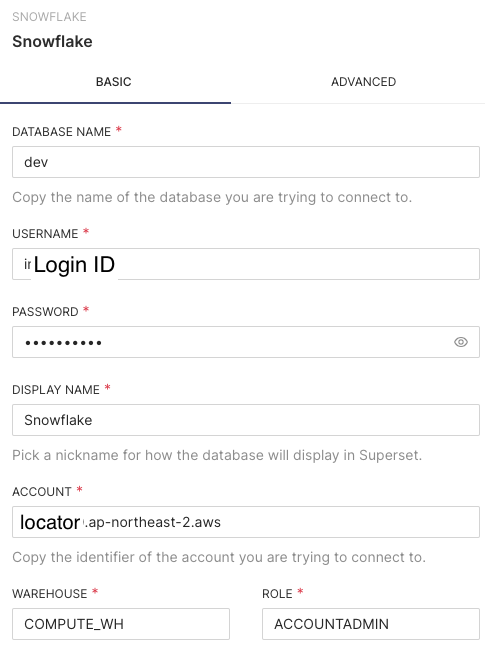 SNOWFLAKE
Snowflake
BASIC ADVANCED
DATABASE NAME *
dev
Copy the name of the database you are trying to connect to.
USERNAME *
Login ID
PASSWORD *
••••••••••
DISPLAY NAME *
Snowflake
Pick a nickname for how the database will display in Superset.
ACCOUNT *
locator .ap-northeast-2.aws
Copy the identifier of the account you are trying to connect to.
WAREHOUSE * ROLE *
COMPUTE_WH ACCOUNTADMIN